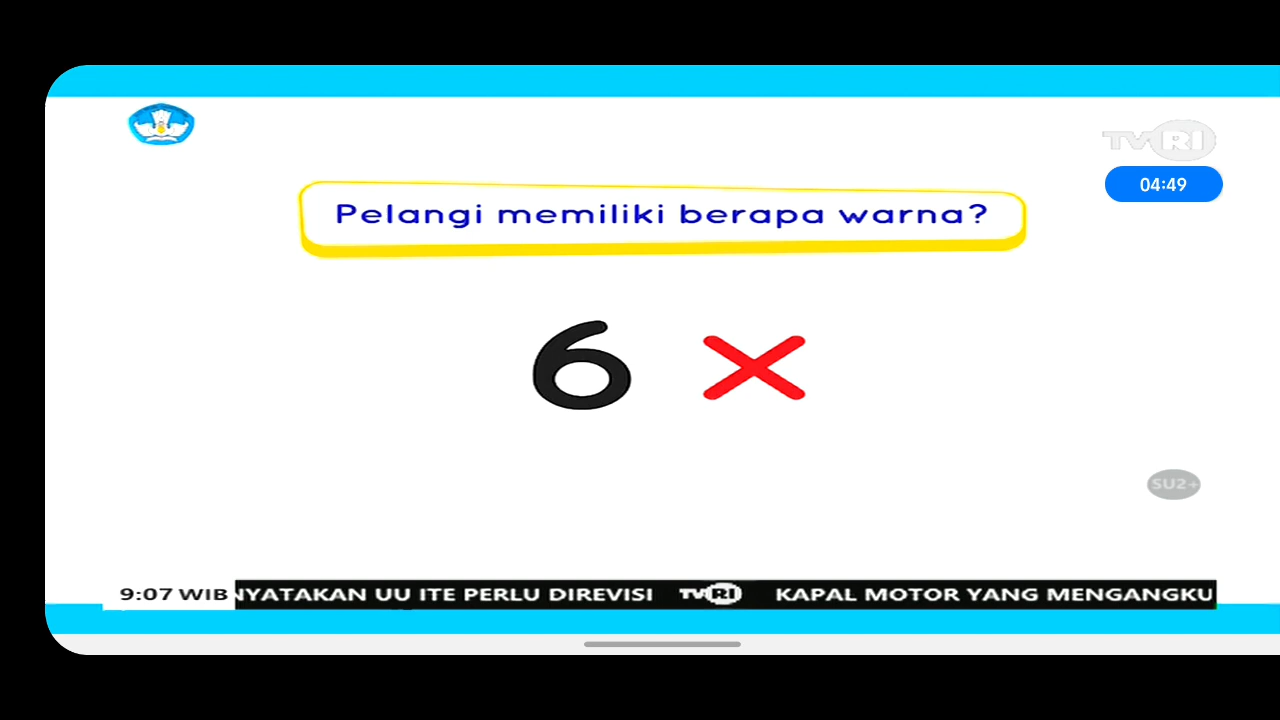 TVRI
04:49
Pelangi memiliki berapa warna?
6
SU2+
9:07 WIB NYATAKAN UU ITE PERLU DIREVISI TVRI KAPAL MOTOR YANG MENGANGKU